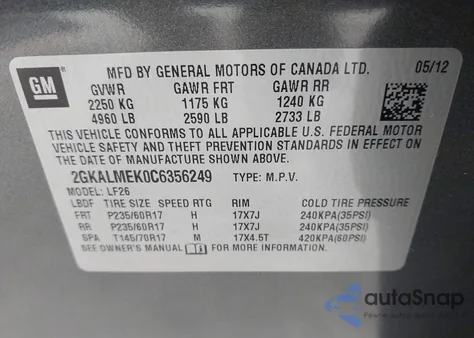 GM
MFD BY GENERAL MOTORS OF CANADA LTD. 05/12
GVWR GAWR FRT GAWR RR
2250 KG 1175 KG 1240 KG
4960 LB 2590 LB 2733 LB
THIS VEHICLE CONFORMS TO ALL APPLICABLE U.S. FEDERAL MOTOR
VEHICLE SAFETY AND THEFT PREVENTION STANDARDS IN EFFECT ON THE
DATE OF MANUFACTURE SHOWN ABOVE.
2GKALMEK0C6356249 TYPE: M.P.V.
MODEL: LF26
LBDF TIRE SIZE SPEED RTG RIM COLD TIRE PRESSURE
FRT P235/60R17 H 17X7J 240KPA(35PSI)
RR P235/60R17 H 17X7J 240KPA(35PSI)
SPA T145/70R17 M 17X4.5T 420KPA(60PSI)
SEE OWNER'S MANUAL FOR MORE INFORMATION.
autoSnap